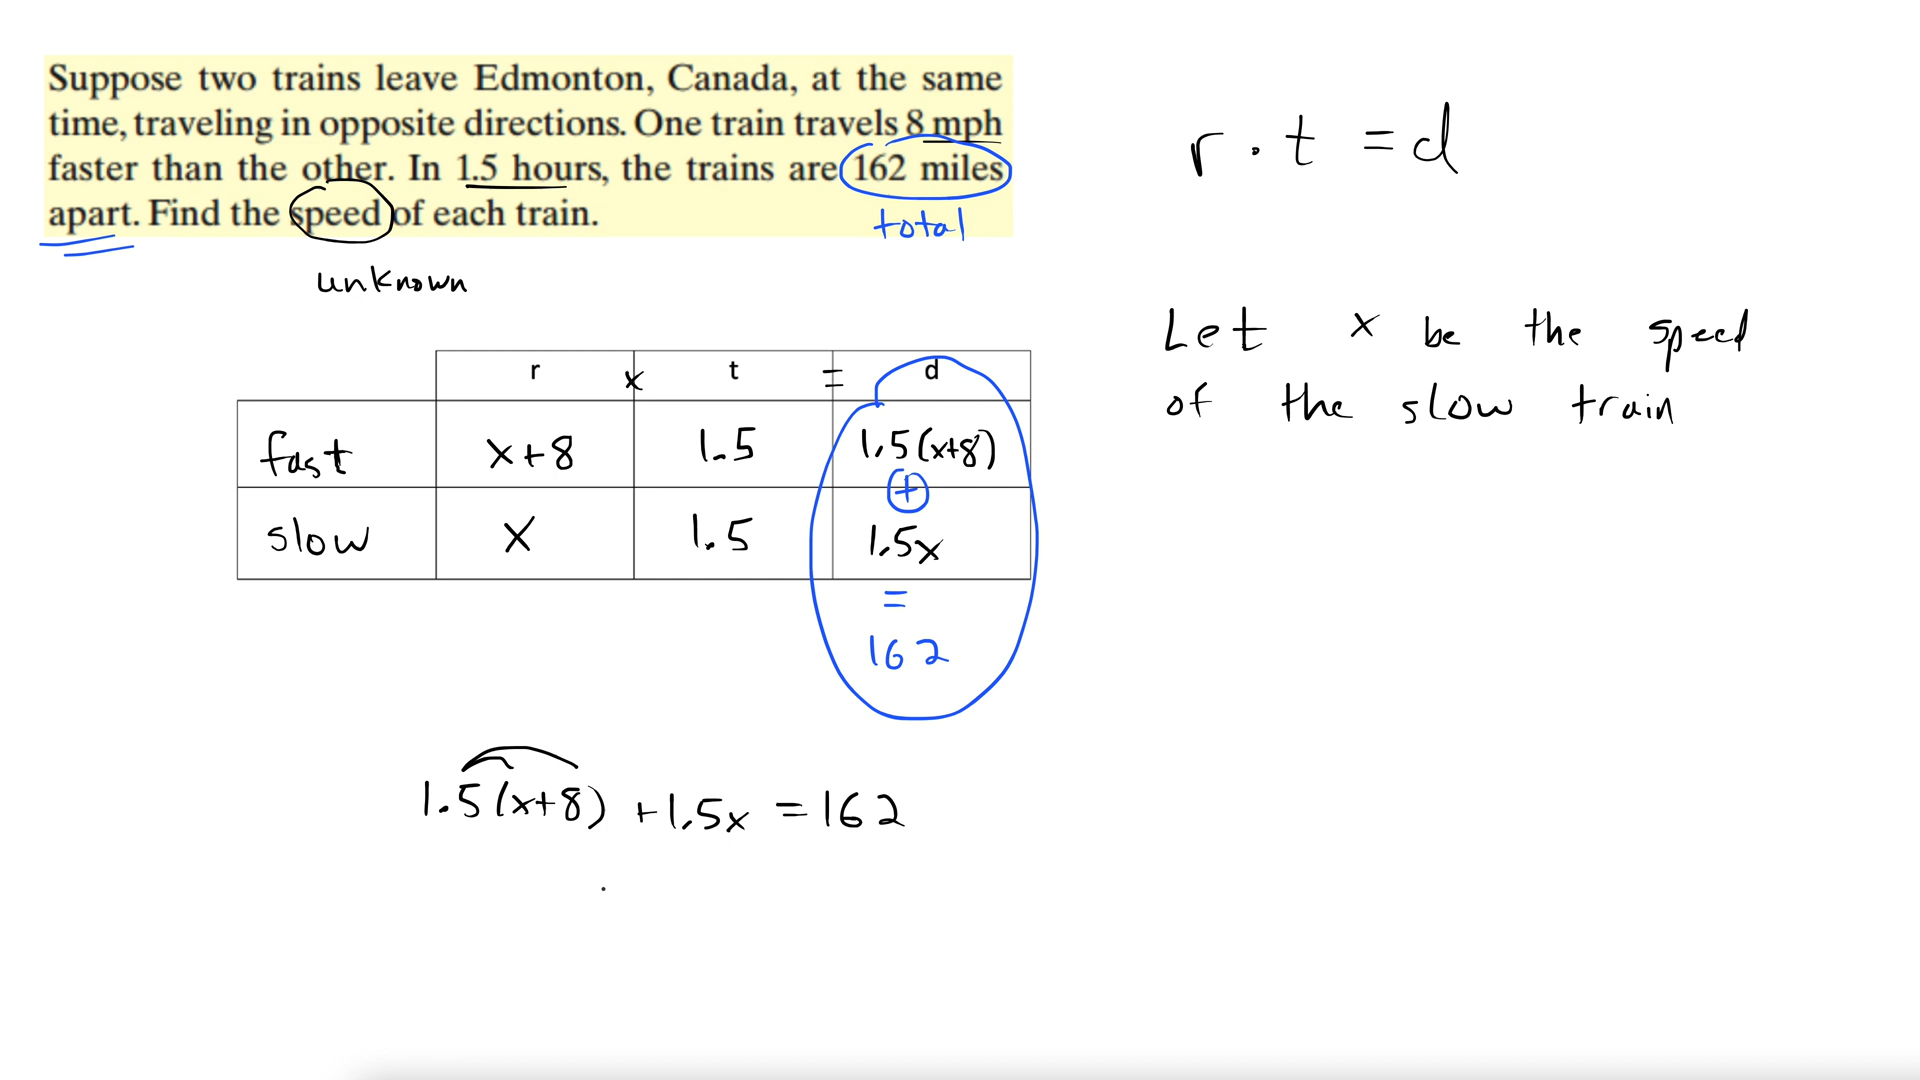 Suppose two trains leave Edmonton, Canada, at the same
time, traveling in opposite directions. One train travels 8 mph
faster than the other. In 1.5 hours, the trains are 162 miles
apart. Find the speed of each train.
total
unknown
r · t = d
Let x be the speed
of the slow train
r x t = d
fast x+8 1.5 1.5(x+8)
+
slow x 1.5 1.5x
=
162
1.5(x+8) +1.5x = 162